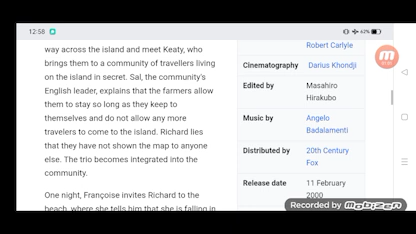 12:58
62%
way across the island and meet Keaty, who
brings them to a community of travellers living
on the island in secret. Sal, the community's
English leader, explains that the farmers allow
them to stay so long as they keep to
themselves and do not allow any more
travelers to come to the island. Richard lies
that they have not shown the map to anyone
else. The trio becomes integrated into the
community.
One night, Françoise invites Richard to the
beach, where she tells him that she is falling in
Robert Carlyle
Cinematography Darius Khondji
Edited by Masahiro
Hirakubo
Music by Angelo
Badalamenti
Distributed by 20th Century
Fox
Release date 11 February
2000
Recorded by mobizen